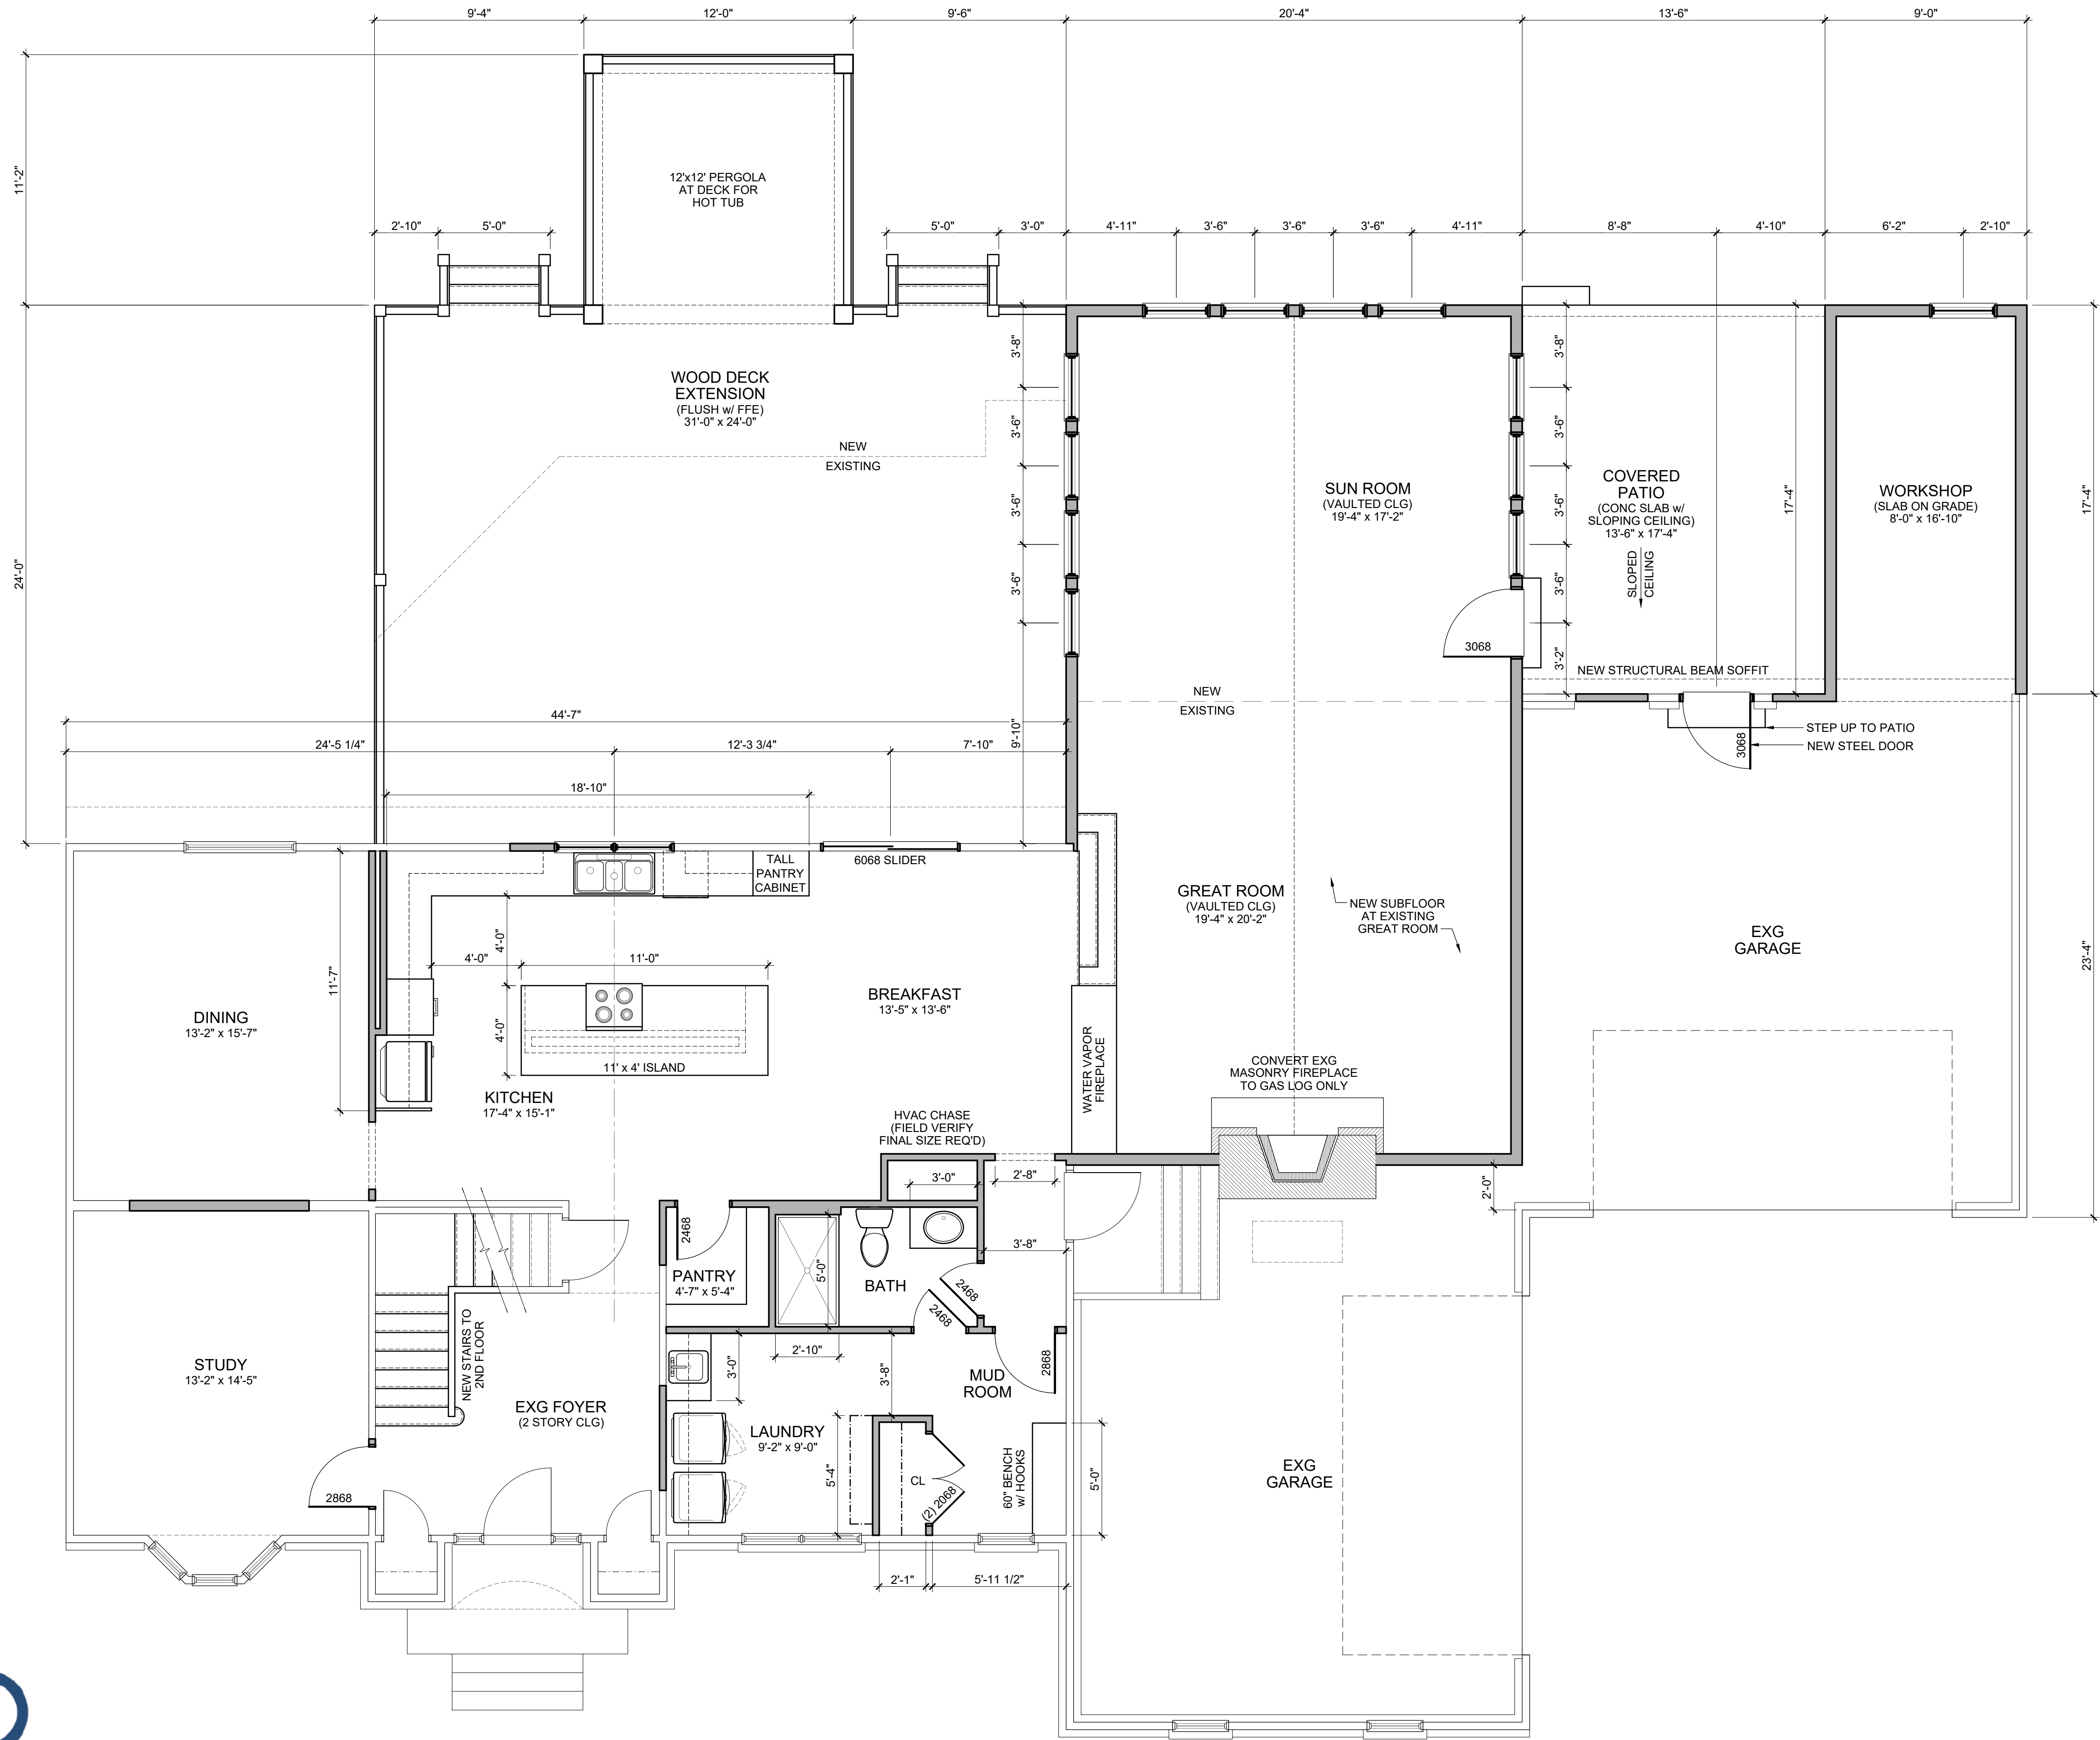 9'-4"
12'-0"
9'-6"
20'-4"
13'-6"
9'-0"
11'-2"
12'x12' PERGOLA
AT DECK FOR
HOT TUB
2'-10"
5'-0"
5'-0"
3'-0"
4'-11"
3'-6"
3'-6"
3'-6"
4'-11"
8'-8"
4'-10"
6'-2"
2'-10"
24'-0"
WOOD DECK
EXTENSION
(FLUSH w/ FFE)
31'-0" x 24'-0"
NEW
EXISTING
3'-8"
3'-6"
3'-6"
3'-6"
9'-10"
SUN ROOM
(VAULTED CLG)
19'-4" x 17'-2"
3068
NEW
EXISTING
3'-8"
3'-6"
3'-6"
3'-6"
3'-2"
COVERED
PATIO
(CONC SLAB w/
SLOPING CEILING)
13'-6" x 17'-4"
SLOPED
CEILING
17'-4"
NEW STRUCTURAL BEAM SOFFIT
WORKSHOP
(SLAB ON GRADE)
8'-0" x 16'-10"
17'-4"
STEP UP TO PATIO
NEW STEEL DOOR
3068
44'-7"
24'-5 1/4"
12'-3 3/4"
7'-10"
18'-10"
6068 SLIDER
TALL
PANTRY
CABINET
11'-7"
4'-0"
4'-0"
11'-0"
4'-0"
11' x 4' ISLAND
DINING
13'-2" x 15'-7"
KITCHEN
17'-4" x 15'-1"
BREAKFAST
13'-5" x 13'-6"
GREAT ROOM
(VAULTED CLG)
19'-4" x 20'-2"
NEW SUBFLOOR
AT EXISTING
GREAT ROOM
WATER VAPOR
FIREPLACE
CONVERT EXG
MASONRY FIREPLACE
TO GAS LOG ONLY
EXG
GARAGE
23'-4"
HVAC CHASE
(FIELD VERIFY
FINAL SIZE REQ'D)
3'-0"
2'-8"
2'-0"
2468
PANTRY
4'-7" x 5'-4"
5'-0"
BATH
2468
2468
3'-8"
STUDY
13'-2" x 14'-5"
NEW STAIRS TO
2ND FLOOR
EXG FOYER
(2 STORY CLG)
2868
3'-0"
2'-10"
3'-8"
MUD
ROOM
2868
LAUNDRY
9'-2" x 9'-0"
5'-4"
CL
(2) 2068
60" BENCH
w/ HOOKS
5'-0"
EXG
GARAGE
2'-1"
5'-11 1/2"